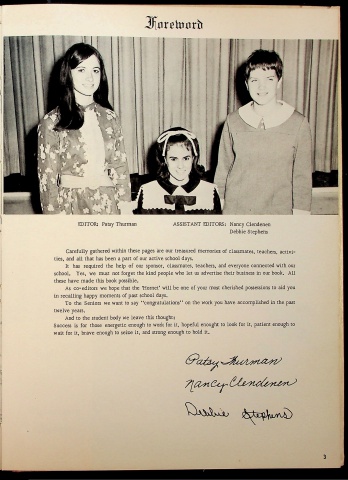 Foreword
EDITOR: Patsy Thurman ASSISTANT EDITORS: Nancy Clendenen
Debbie Stephens
Carefully gathered within these pages are our treasured memories of classmates, teachers, activi-
ties, and all that has been a part of our active school days.
It has required the help of our sponsor, classmates, teachers, and everyone connected with our
school. Yes, we must not forget the kind people who let us advertise their business in our book. All
these have made this book possible.
As co-editors we hope that the 'Hornet' will be one of your most cherished possessions to aid you
in recalling happy moments of past school days.
To the Seniors we want to say "congratulations" on the work you have accomplished in the past
twelve years.
And to the student body we leave this thought:
Success is for those energetic enough to work for it, hopeful enough to look for it, patient enough to
wait for it, brave enough to seize it, and strong enough to hold it.
Patsy Thurman
Nancy Clendenen
Debbie Stephens
3